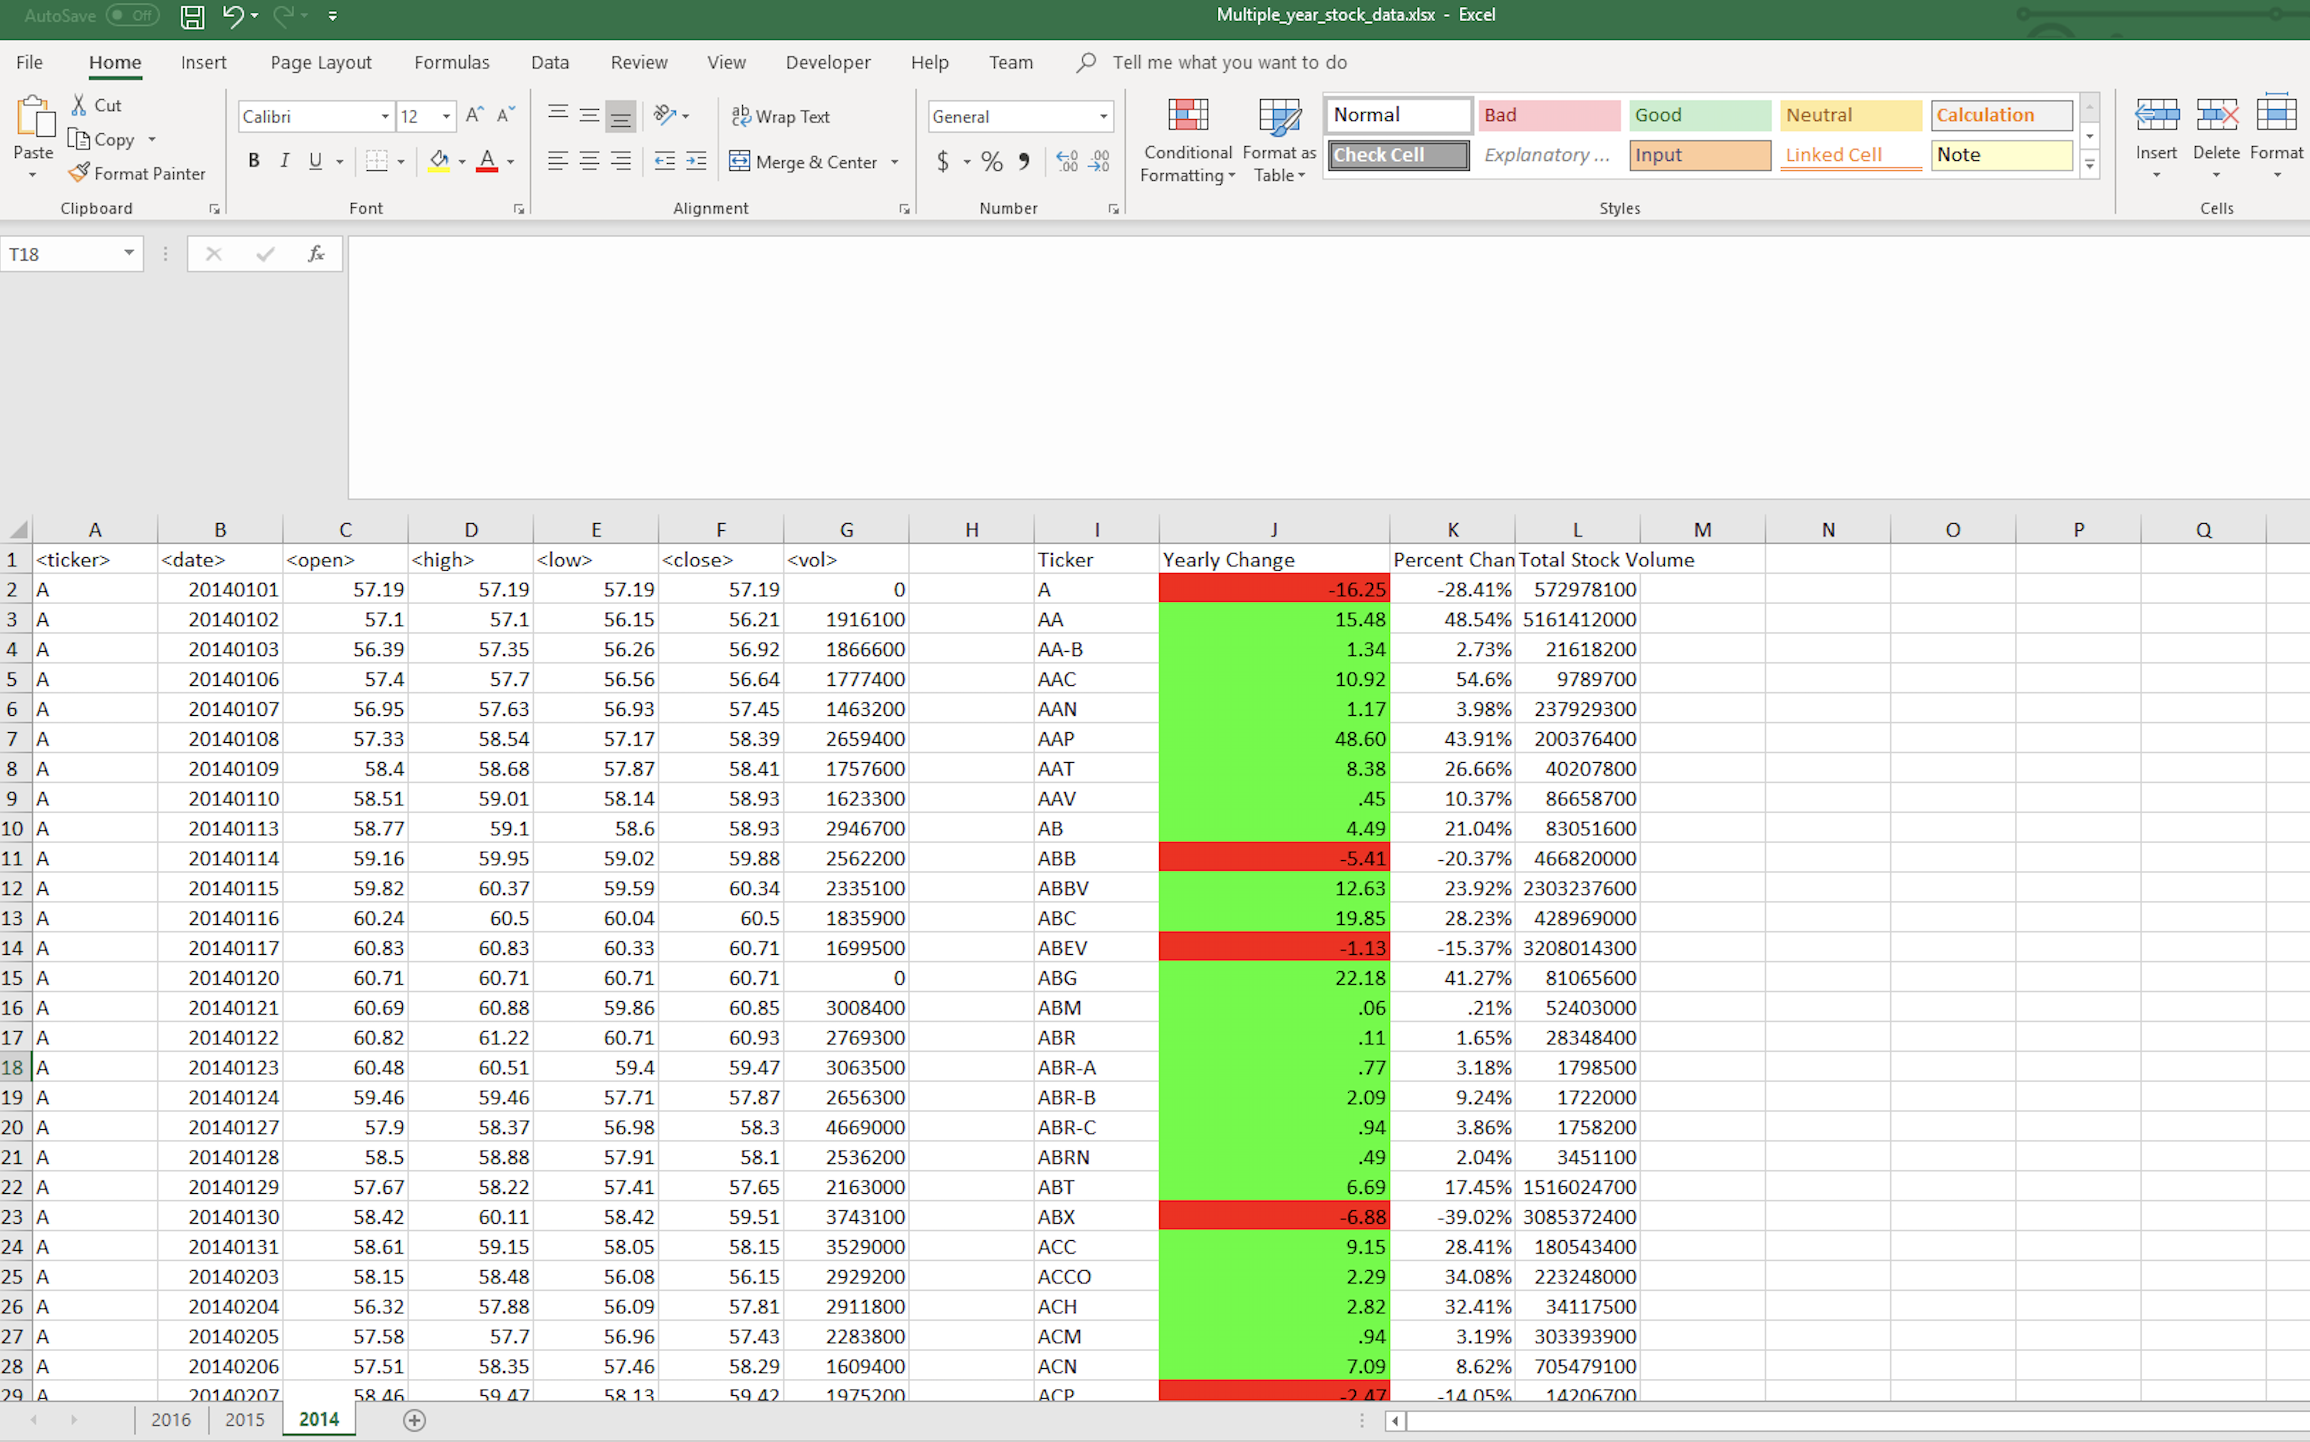 AutoSave Off Multiple_year_stock_data.xlsx - Excel
File Home Insert Page Layout Formulas Data Review View Developer Help Team Tell me what you want to do
Paste Cut Copy Format Painter Clipboard
Calibri 12 A A B I U A Font
ab Wrap Text Merge & Center Alignment
General $ % Number
Conditional Formatting Format as Table
Normal Bad Good Neutral Calculation
Check Cell Explanatory ... Input Linked Cell Note
Styles
Insert Delete Format Cells
T18 fx
A B C D E F G H I J K L M N O P Q
1 <ticker> <date> <open> <high> <low> <close> <vol> Ticker Yearly Change Percent Chan Total Stock Volume
2 A 20140101 57.19 57.19 57.19 57.19 0 A -16.25 -28.41% 572978100
3 A 20140102 57.1 57.1 56.15 56.21 1916100 AA 15.48 48.54% 5161412000
4 A 20140103 56.39 57.35 56.26 56.92 1866600 AA-B 1.34 2.73% 21618200
5 A 20140106 57.4 57.7 56.56 56.64 1777400 AAC 10.92 54.6% 9789700
6 A 20140107 56.95 57.63 56.93 57.45 1463200 AAN 1.17 3.98% 237929300
7 A 20140108 57.33 58.54 57.17 58.39 2659400 AAP 48.60 43.91% 200376400
8 A 20140109 58.4 58.68 57.87 58.41 1757600 AAT 8.38 26.66% 40207800
9 A 20140110 58.51 59.01 58.14 58.93 1623300 AAV .45 10.37% 86658700
10 A 20140113 58.77 59.1 58.6 58.93 2946700 AB 4.49 21.04% 83051600
11 A 20140114 59.16 59.95 59.02 59.88 2562200 ABB -5.41 -20.37% 466820000
12 A 20140115 59.82 60.37 59.59 60.34 2335100 ABBV 12.63 23.92% 2303237600
13 A 20140116 60.24 60.5 60.04 60.5 1835900 ABC 19.85 28.23% 428969000
14 A 20140117 60.83 60.83 60.33 60.71 1699500 ABEV -1.13 -15.37% 3208014300
15 A 20140120 60.71 60.71 60.71 60.71 0 ABG 22.18 41.27% 81065600
16 A 20140121 60.69 60.88 59.86 60.85 3008400 ABM .06 .21% 52403000
17 A 20140122 60.82 61.22 60.71 60.93 2769300 ABR .11 1.65% 28348400
18 A 20140123 60.48 60.51 59.4 59.47 3063500 ABR-A .77 3.18% 1798500
19 A 20140124 59.46 59.46 57.71 57.87 2656300 ABR-B 2.09 9.24% 1722000
20 A 20140127 57.9 58.37 56.98 58.3 4669000 ABR-C .94 3.86% 1758200
21 A 20140128 58.5 58.88 57.91 58.1 2536200 ABRN .49 2.04% 3451100
22 A 20140129 57.67 58.22 57.41 57.65 2163000 ABT 6.69 17.45% 1516024700
23 A 20140130 58.42 60.11 58.42 59.51 3743100 ABX -6.88 -39.02% 3085372400
24 A 20140131 58.61 59.15 58.05 58.15 3529000 ACC 9.15 28.41% 180543400
25 A 20140203 58.15 58.48 56.08 56.15 2929200 ACCO 2.29 34.08% 223248000
26 A 20140204 56.32 57.88 56.09 57.81 2911800 ACH 2.82 32.41% 34117500
27 A 20140205 57.58 57.7 56.96 57.43 2283800 ACM .94 3.19% 303393900
28 A 20140206 57.51 58.35 57.46 58.29 1609400 ACN 7.09 8.62% 705479100
29 A 20140207 58.46 59.47 58.13 59.42 1975200 ACP -2.47 -14.05% 14206700
2016 2015 2014